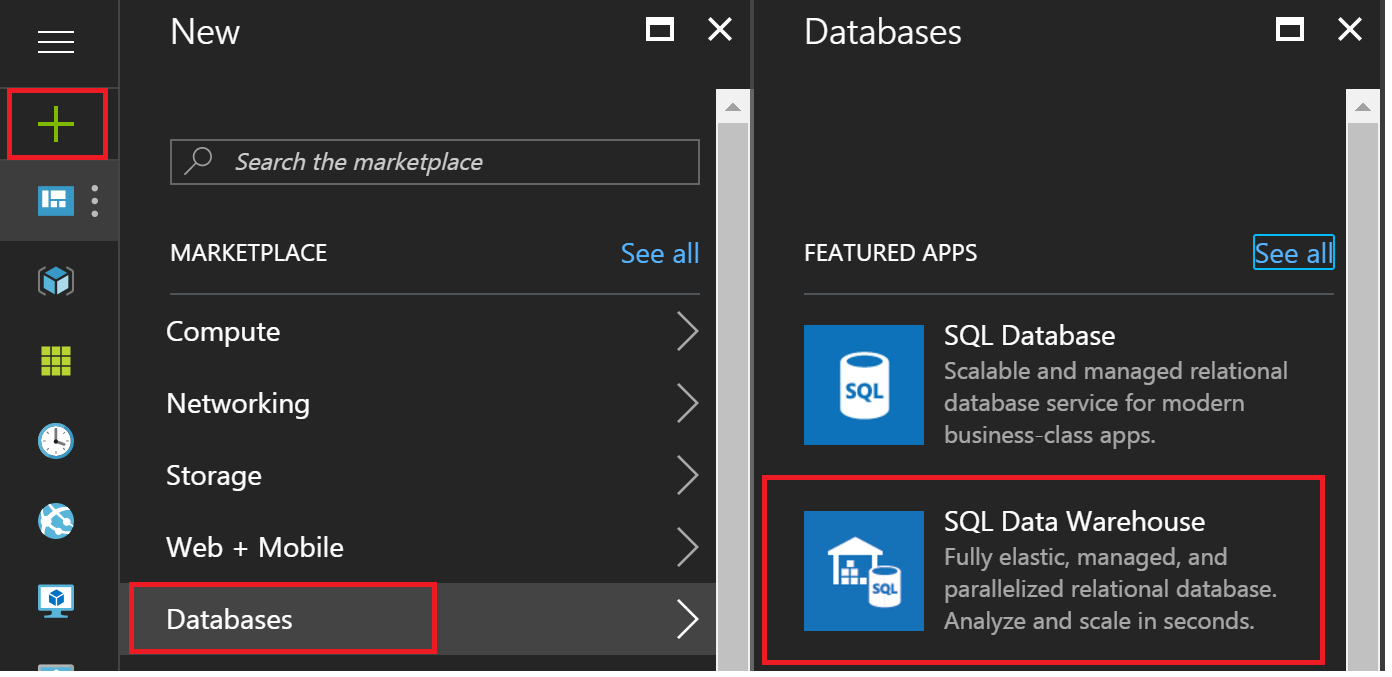 New
Search the marketplace
MARKETPLACE See all
Compute
Networking
Storage
Web + Mobile
Databases
Databases
FEATURED APPS See all
SQL
SQL Database
Scalable and managed relational
database service for modern
business-class apps.
SQL
SQL Data Warehouse
Fully elastic, managed, and
parallelized relational database.
Analyze and scale in seconds.